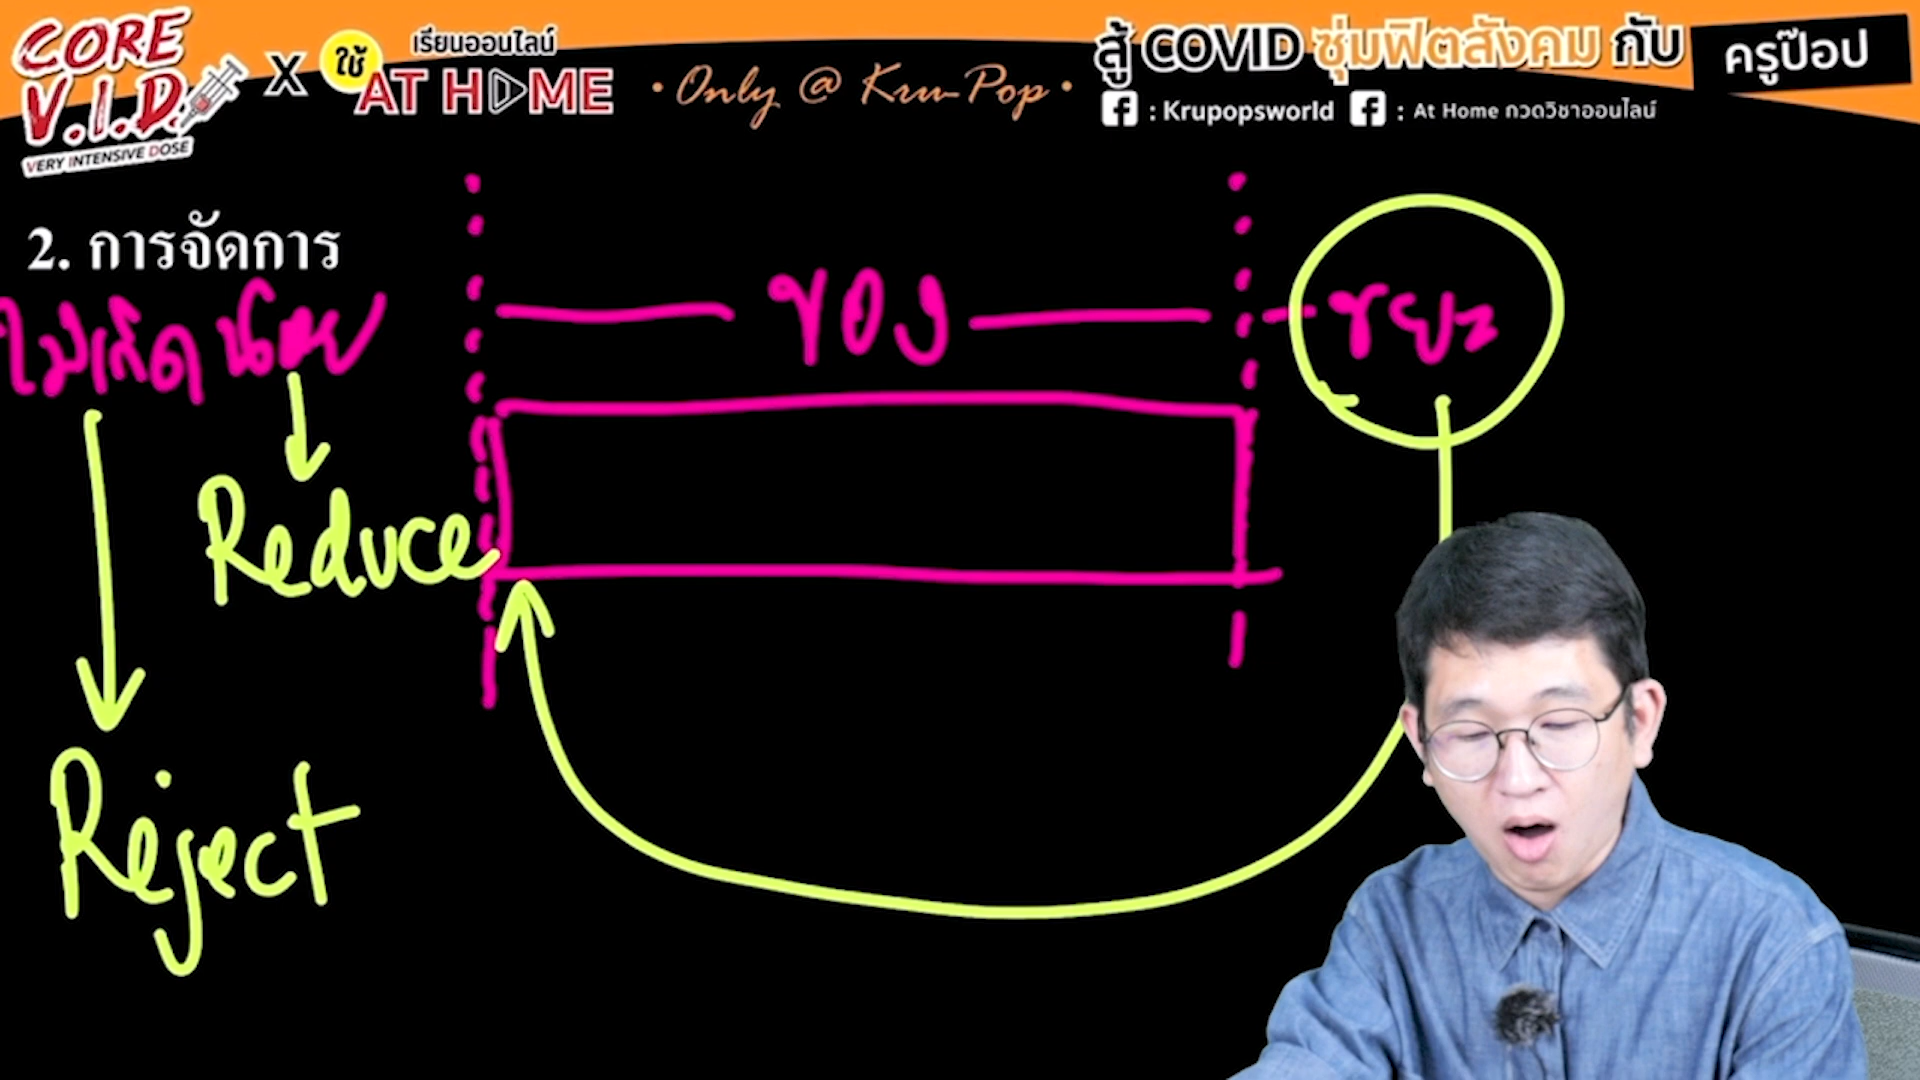 CORE
V.I.D.
VERY INTENSIVE DOSE
X
ใช้
เรียนออนไลน์
AT HOME
• Only @ Kru-Pop •
สู้ COVID ซุ่มฟิตสังคม กับ
ครูป๊อป
: Krupopsworld : At Home กวดวิชาออนไลน์
2. การจัดการ
ไม่เกิด น้อย
ของ
ขยะ
Reduce
Reject